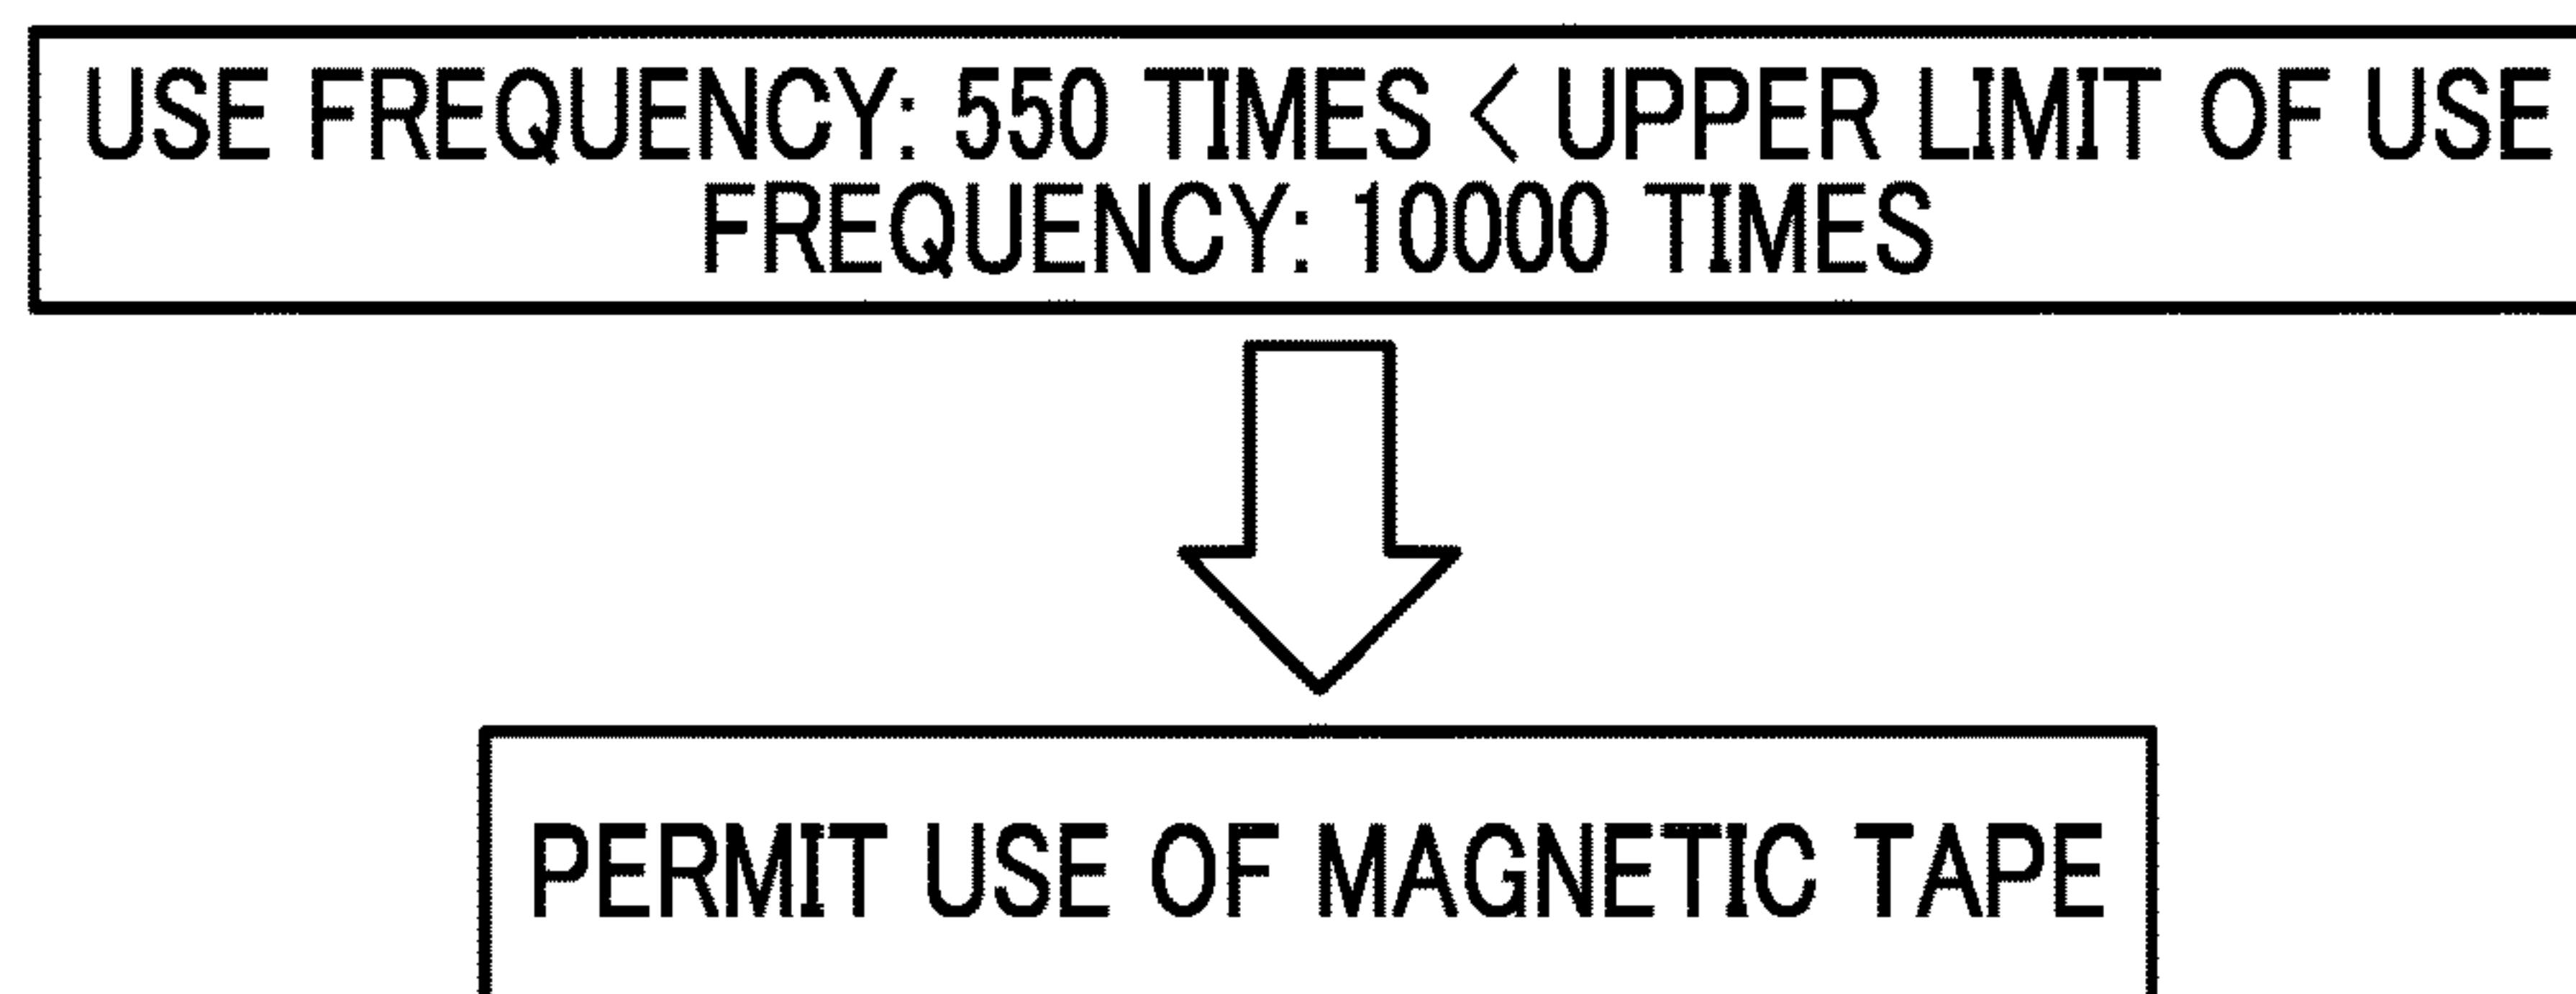 USE FREQUENCY: 550 TIMES < UPPER LIMIT OF USE
FREQUENCY: 10000 TIMES
PERMIT USE OF MAGNETIC TAPE